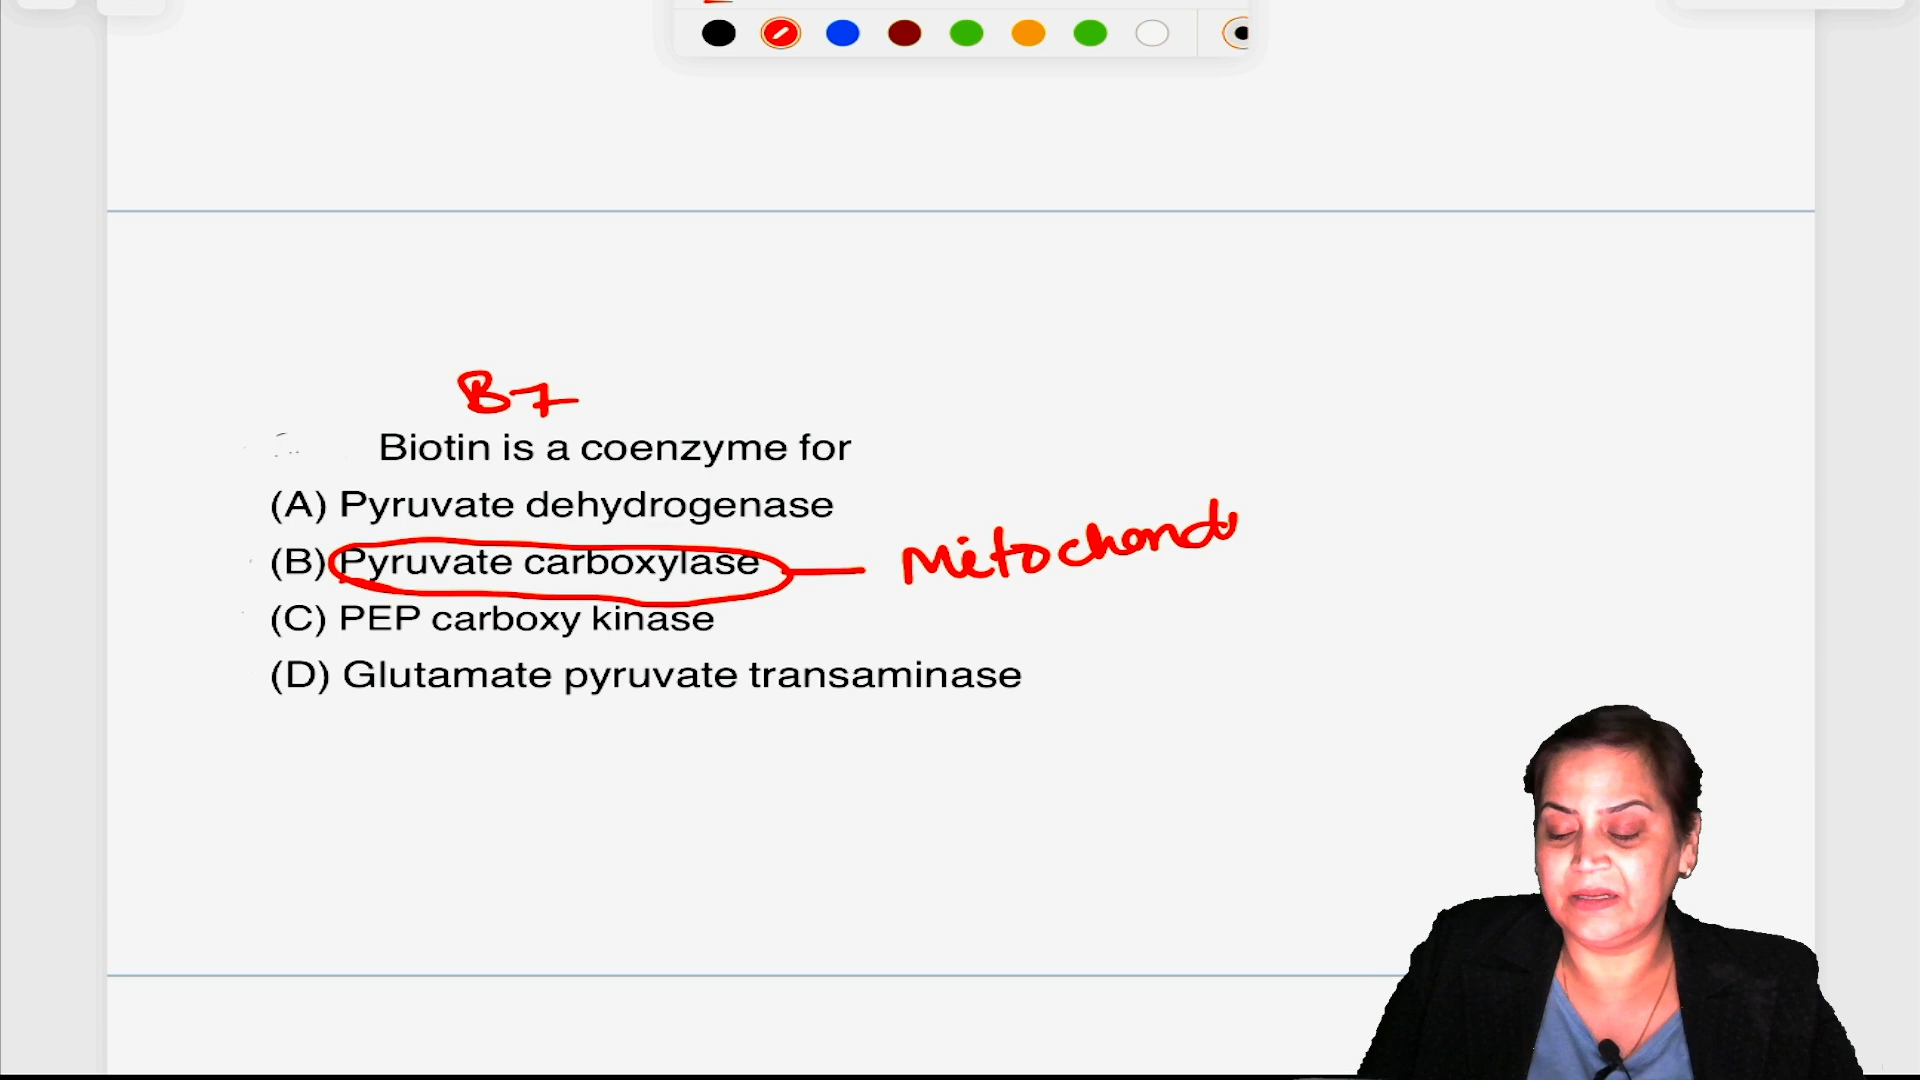 B7
Biotin is a coenzyme for
(A) Pyruvate dehydrogenase
(B) Pyruvate carboxylase — Mitochond
(C) PEP carboxy kinase
(D) Glutamate pyruvate transaminase